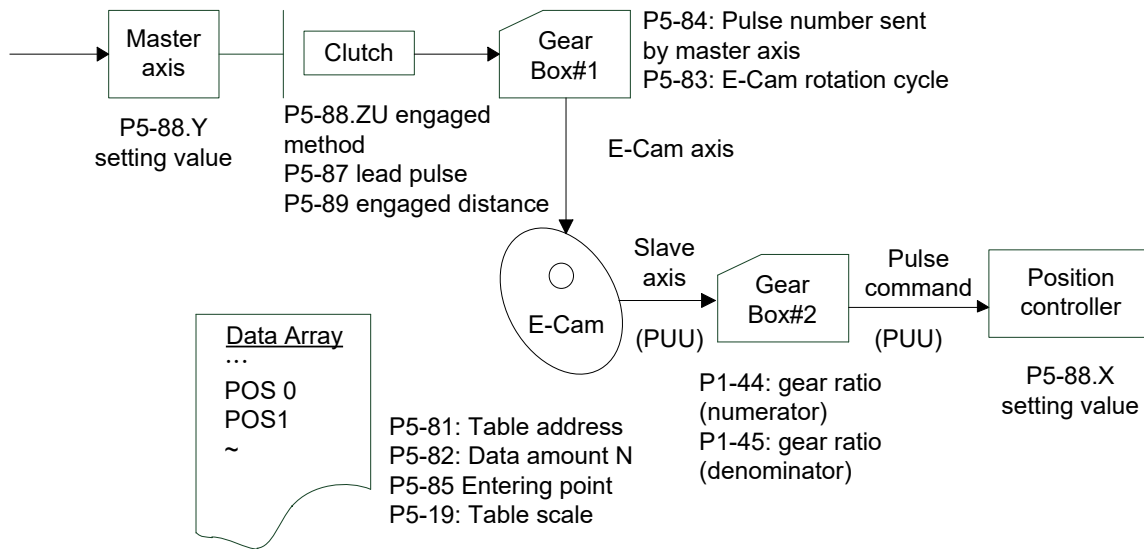 Master
axis
P5-88.Y
setting value
Clutch
P5-88.ZU engaged
method
P5-87 lead pulse
P5-89 engaged distance
Gear
Box#1
P5-84: Pulse number sent
by master axis
P5-83: E-Cam rotation cycle
E-Cam axis
E-Cam
Slave
axis
(PUU)
Gear
Box#2
P1-44: gear ratio
(numerator)
P1-45: gear ratio
(denominator)
Pulse
command
(PUU)
Position
controller
P5-88.X
setting value
Data Array
...
POS 0
POS1
~
P5-81: Table address
P5-82: Data amount N
P5-85 Entering point
P5-19: Table scale